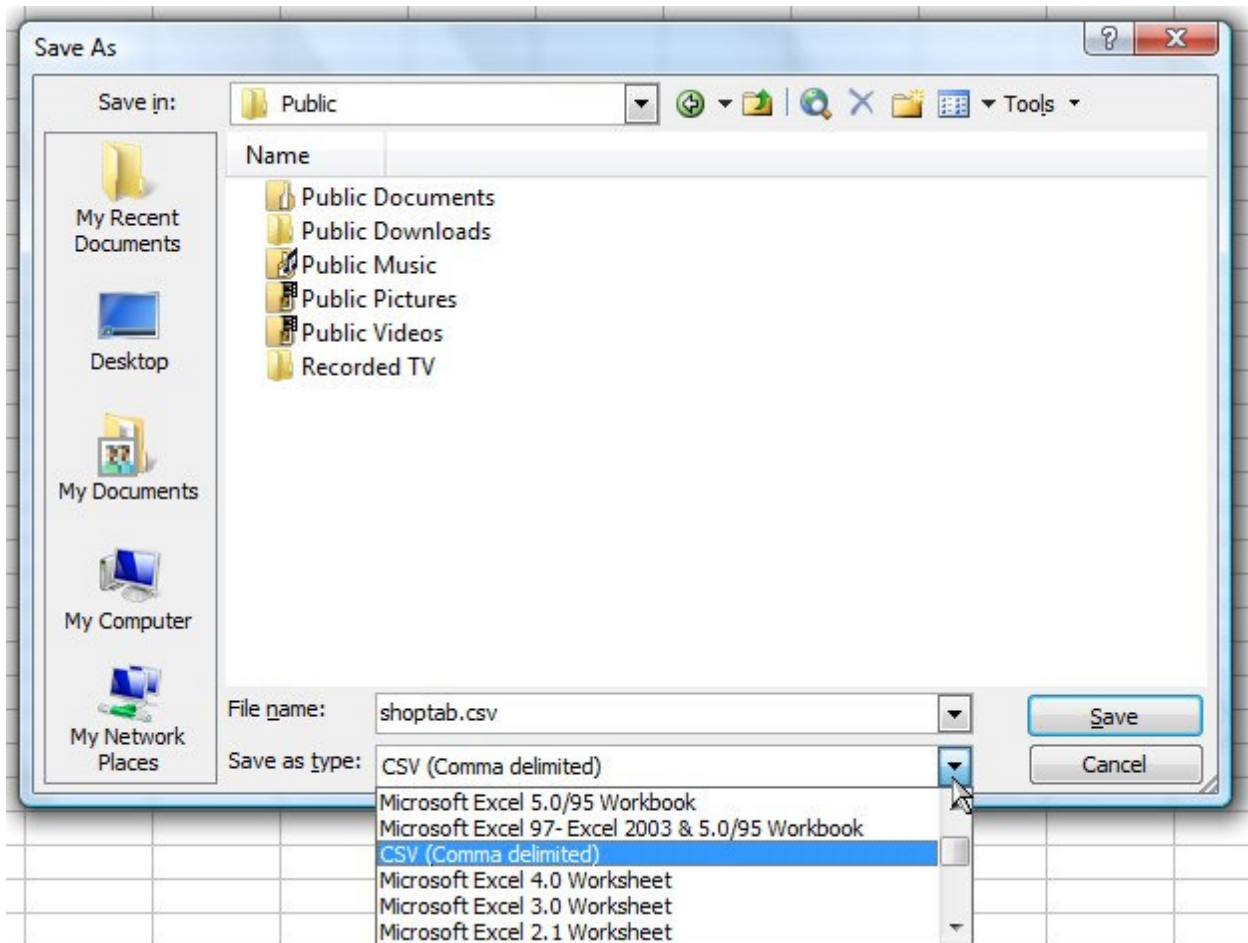 Save As
Save in:
Public
Tools
Name
My Recent
Documents
Desktop
My Documents
My Computer
My Network
Places
Public Documents
Public Downloads
Public Music
Public Pictures
Public Videos
Recorded TV
File name:
shoptab.csv
Save
Save as type:
CSV (Comma delimited)
Cancel
Microsoft Excel 5.0/95 Workbook
Microsoft Excel 97- Excel 2003 & 5.0/95 Workbook
CSV (Comma delimited)
Microsoft Excel 4.0 Worksheet
Microsoft Excel 3.0 Worksheet
Microsoft Excel 2.1 Worksheet